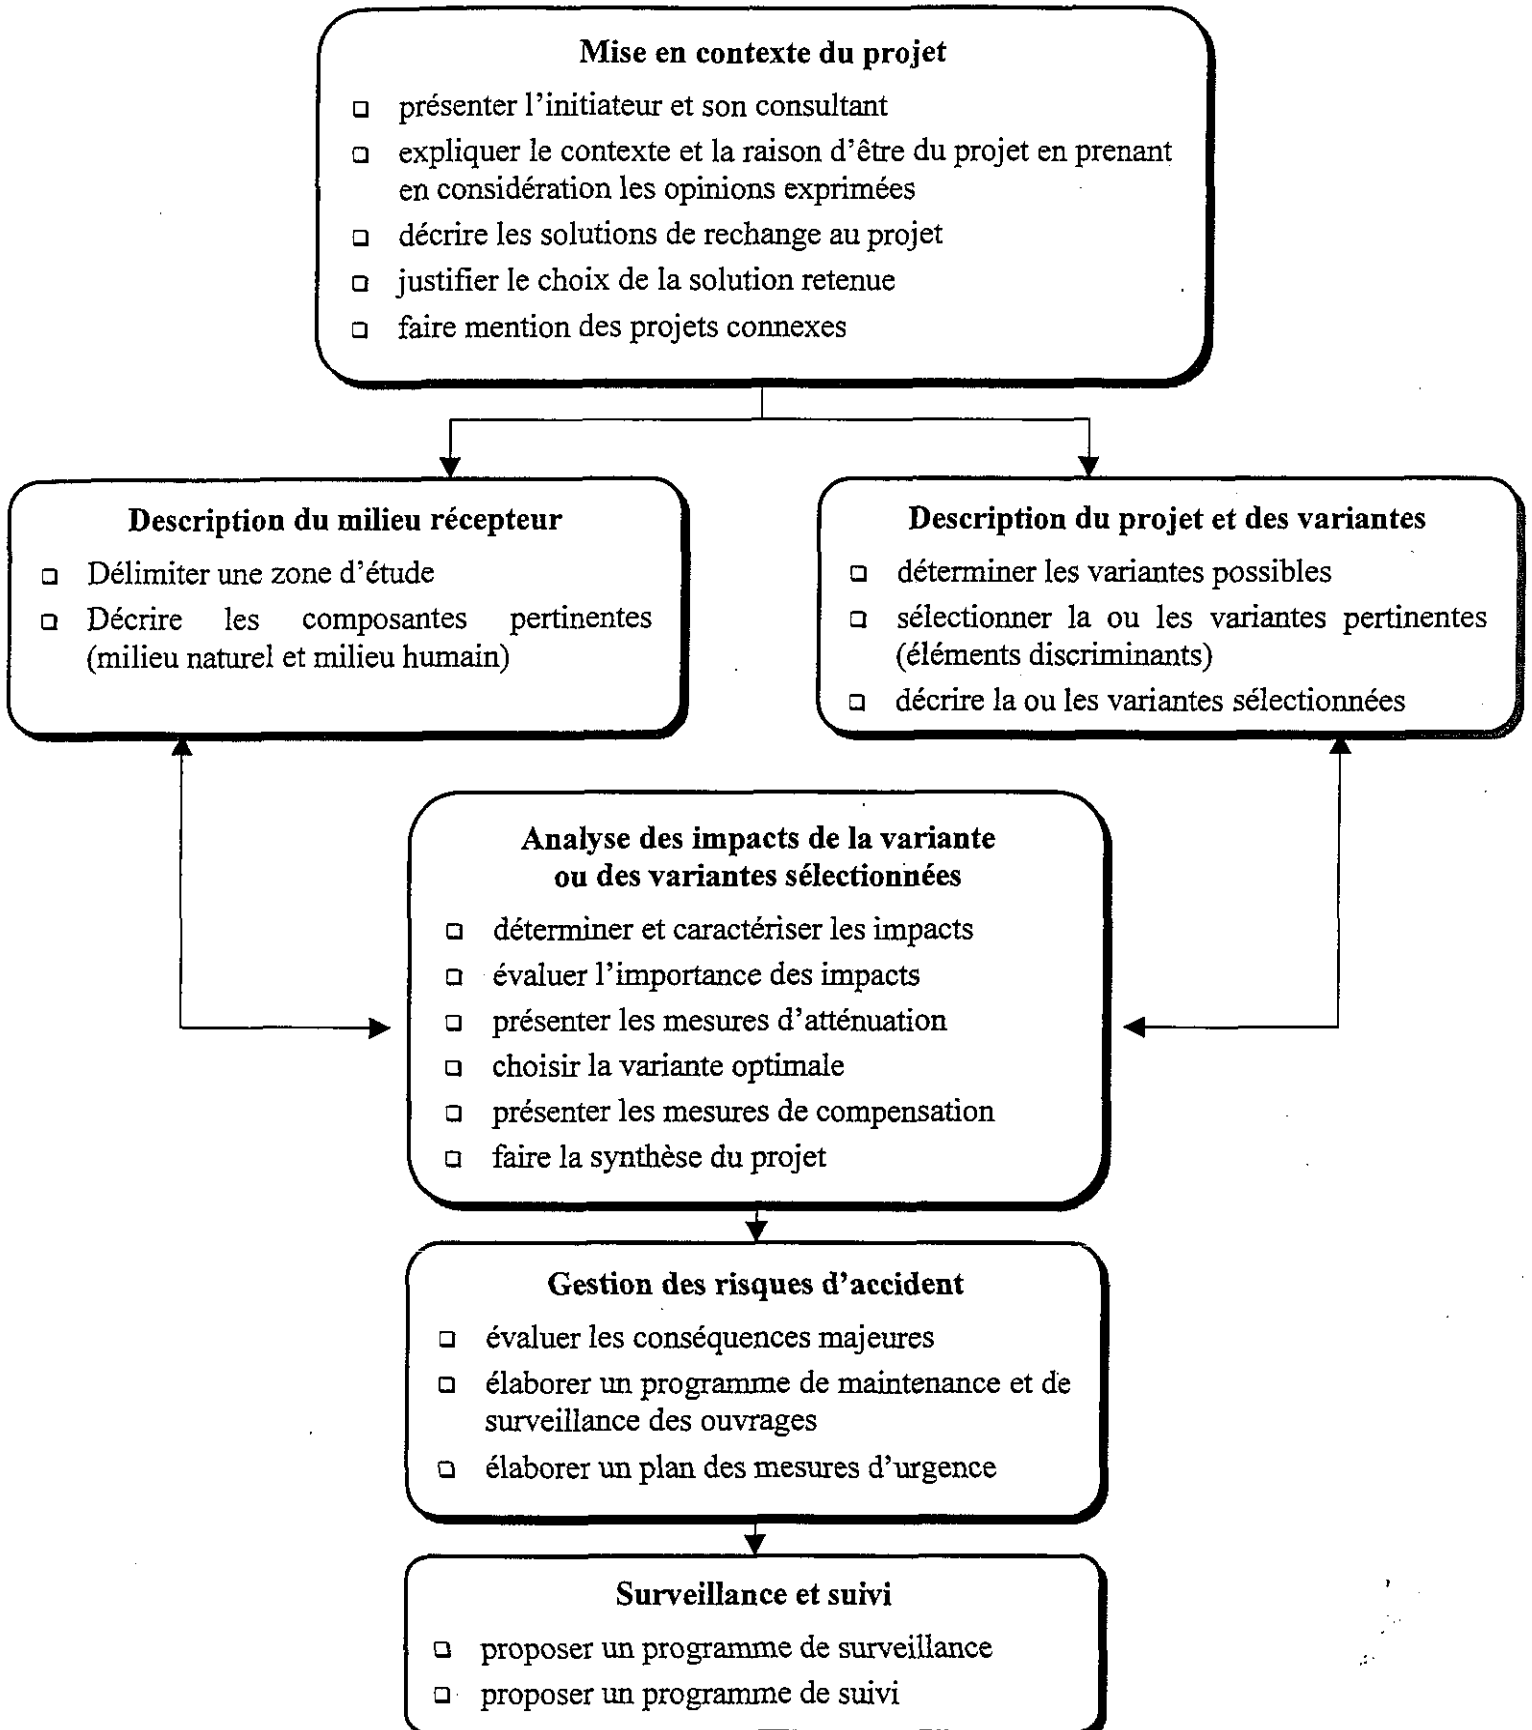 Mise en contexte du projet
❑ présenter l'initiateur et son consultant
❑ expliquer le contexte et la raison d'être du projet en prenant
en considération les opinions exprimées
❑ décrire les solutions de rechange au projet
❑ justifier le choix de la solution retenue
❑ faire mention des projets connexes
Description du milieu récepteur
❑ Délimiter une zone d'étude
❑ Décrire les composantes pertinentes
(milieu naturel et milieu humain)
Description du projet et des variantes
❑ déterminer les variantes possibles
❑ sélectionner la ou les variantes pertinentes
(éléments discriminants)
❑ décrire la ou les variantes sélectionnées
Analyse des impacts de la variante
ou des variantes sélectionnées
❑ déterminer et caractériser les impacts
❑ évaluer l'importance des impacts
❑ présenter les mesures d'atténuation
❑ choisir la variante optimale
❑ présenter les mesures de compensation
❑ faire la synthèse du projet
Gestion des risques d'accident
❑ évaluer les conséquences majeures
❑ élaborer un programme de maintenance et de
surveillance des ouvrages
❑ élaborer un plan des mesures d'urgence
Surveillance et suivi
❑ proposer un programme de surveillance
❑ proposer un programme de suivi